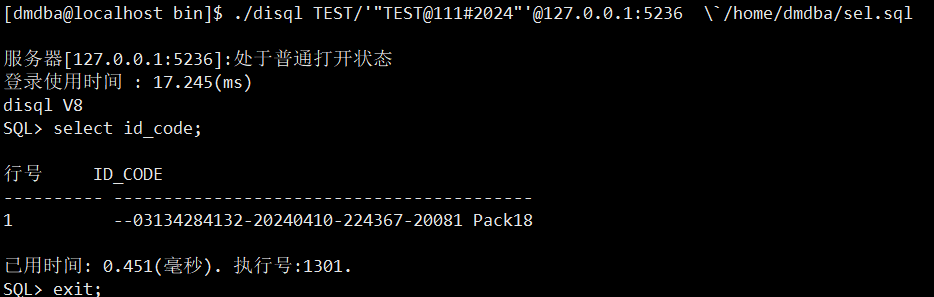 [dmdba@localhost bin]$ ./disql TEST/'"TEST@111#2024"'@127.0.0.1:5236  \`/home/dmdba/sel.sql
服务器[127.0.0.1:5236]:处于普通打开状态
登录使用时间 : 17.245(ms)
disql V8
SQL> select id_code;
行号     ID_CODE
---------- ------------------------------------------
1          --03134284132-20240410-224367-20081 Pack18
已用时间: 0.451(毫秒). 执行号:1301.
SQL> exit;